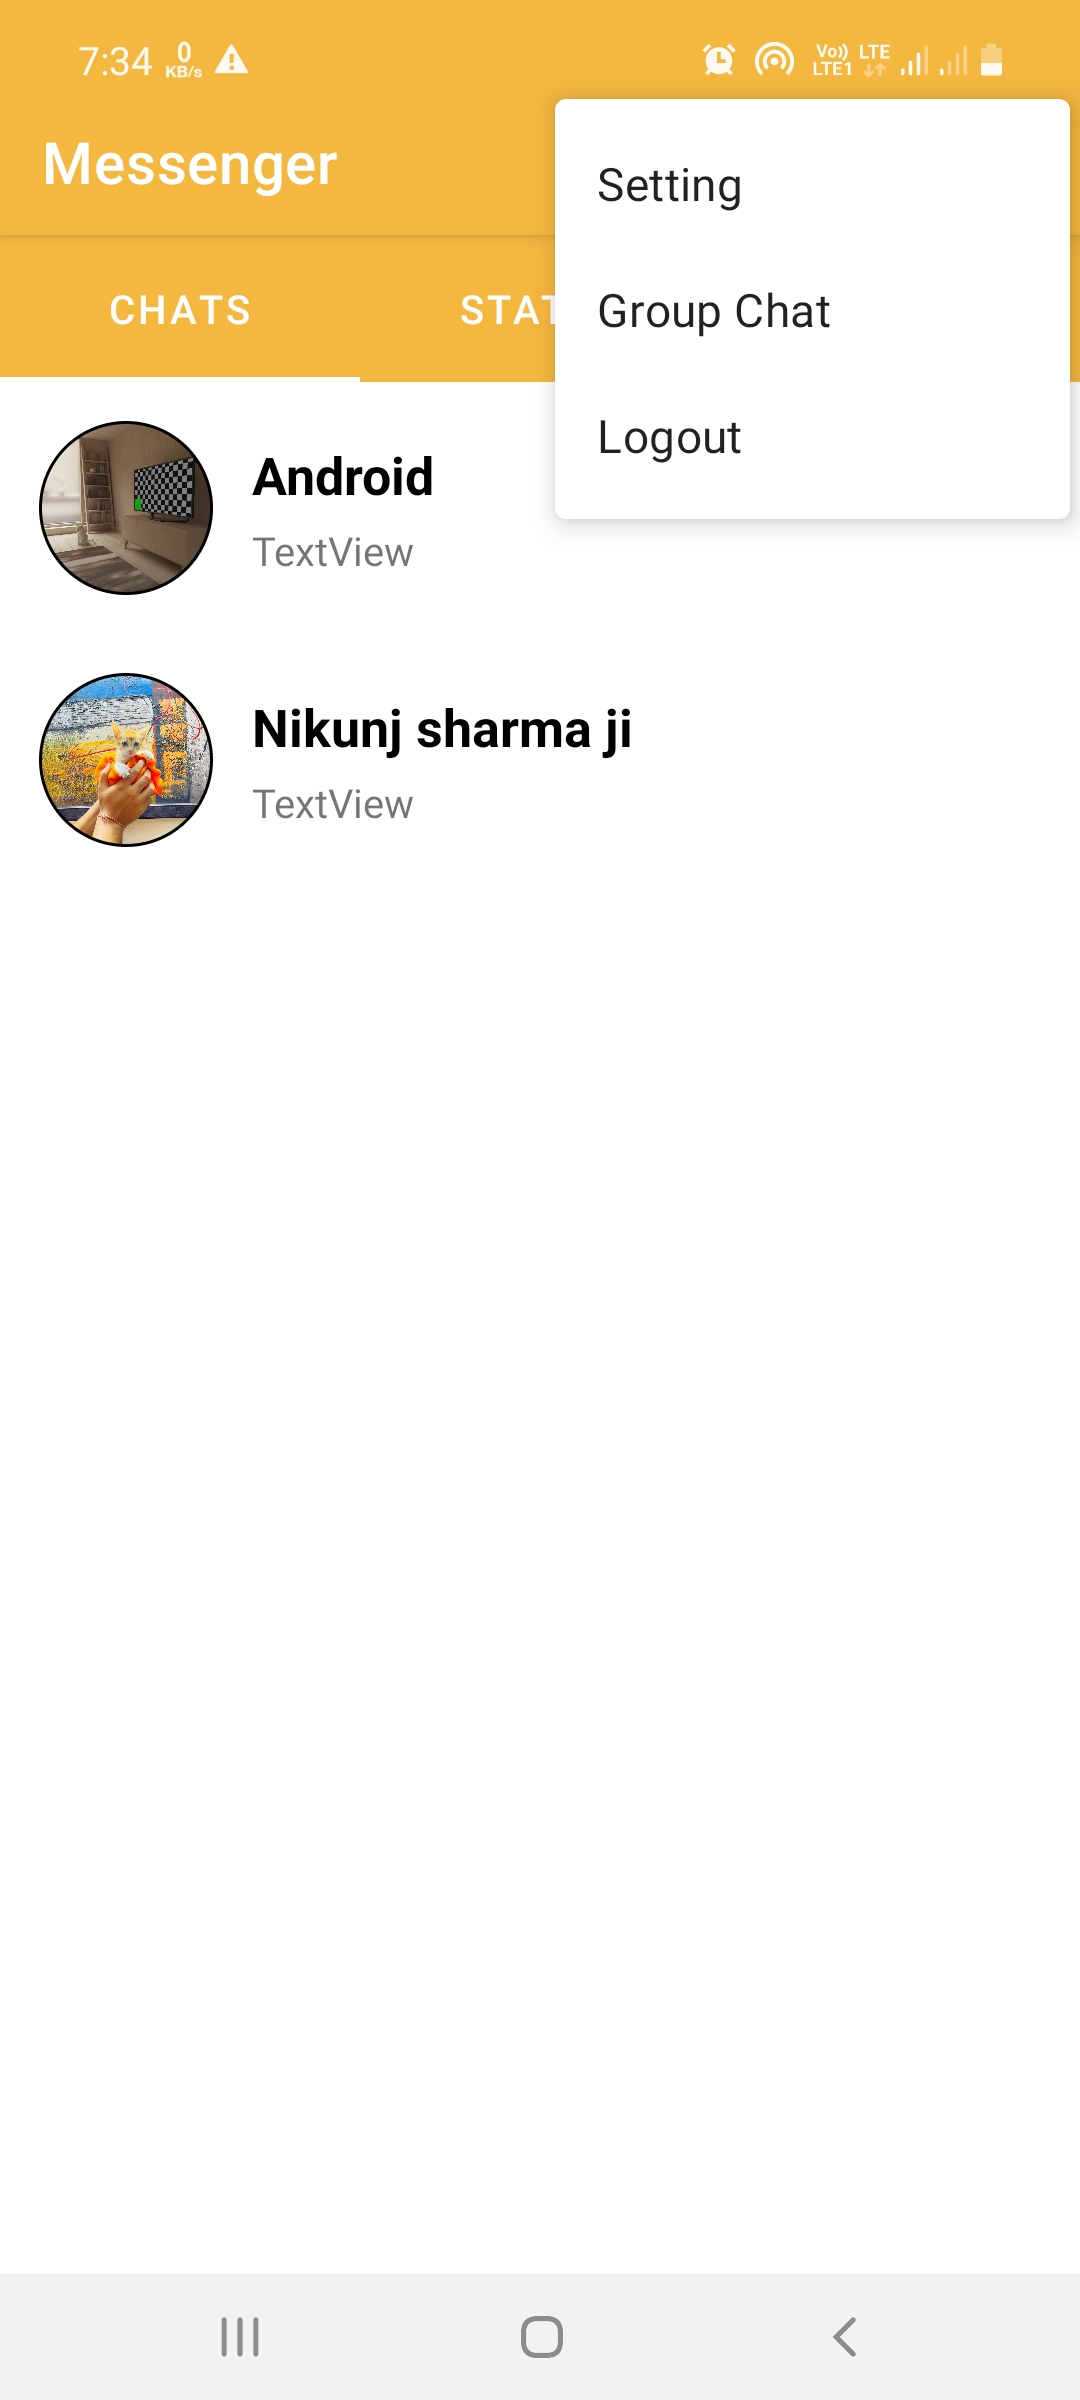 7:34 0 KB/s Vo)) LTE1 LTE
Messenger
Setting
CHATS STAT
Group Chat
Logout
Android
TextView
Nikunj sharma ji
TextView